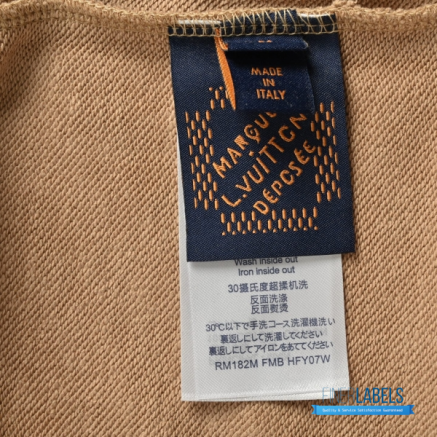 MADE
IN
ITALY
MARQUE
L.VUITTON
DÉPOSÉE
Wash inside out
Iron inside out
30摄氏度超柔机洗
反面洗涤
反面熨烫
30℃以下で手洗コース洗濯機洗い
裏返しにして洗濯してください
裏返しにしてアイロンをあててください
RM182M FMB HFY07W
LABELS